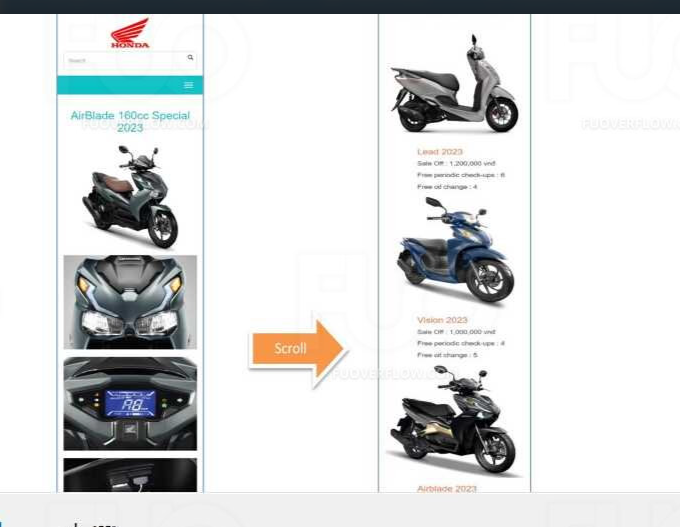 HONDA
Search
AirBlade 160cc Special
2023
Scroll
Lead 2023
Sale Off : 1,200,000 vnđ
Free periodic check-ups : 6
Free oil change : 4
Vision 2023
Sale Off : 1,000,000 vnđ
Free periodic check-ups : 4
Free oil change : 5
Airblade 2023
FUOVERFLOW.COM